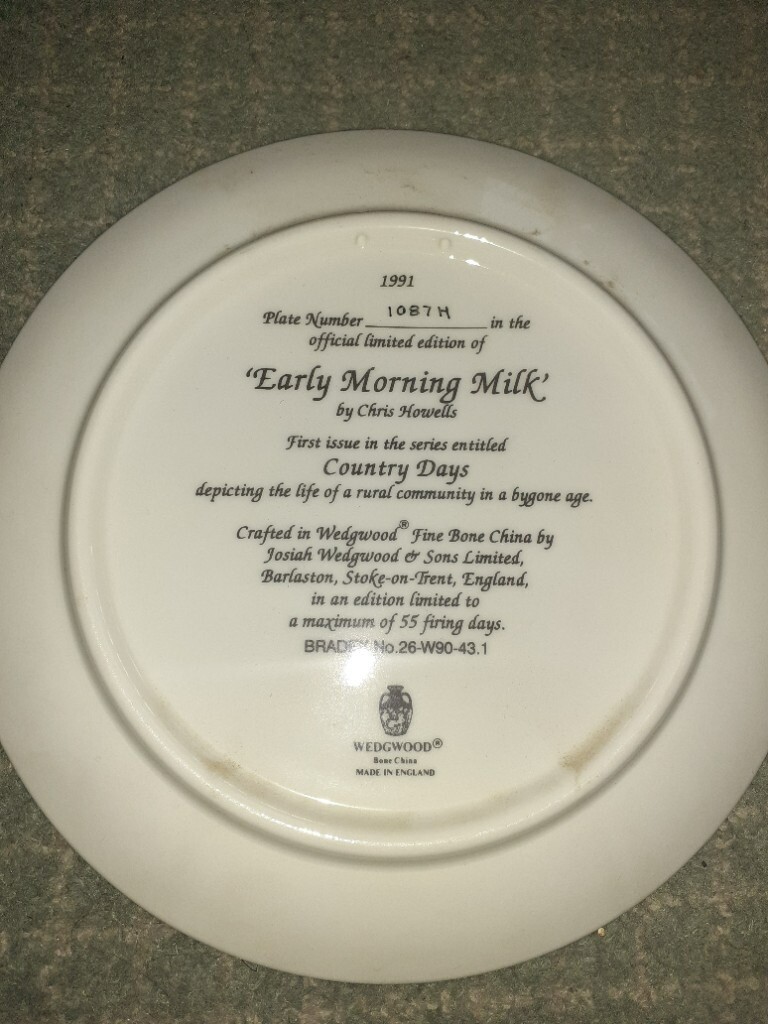 1991
Plate Number 1087H in the
official limited edition of
'Early Morning Milk'
by Chris Howells
First issue in the series entitled
Country Days
depicting the life of a rural community in a bygone age.
Crafted in Wedgwood® Fine Bone China by
Josiah Wedgwood & Sons Limited,
Barlaston, Stoke-on-Trent, England,
in an edition limited to
a maximum of 55 firing days.
BRADEX No.26-W90-43.1
WEDGWOOD®
Bone China
MADE IN ENGLAND